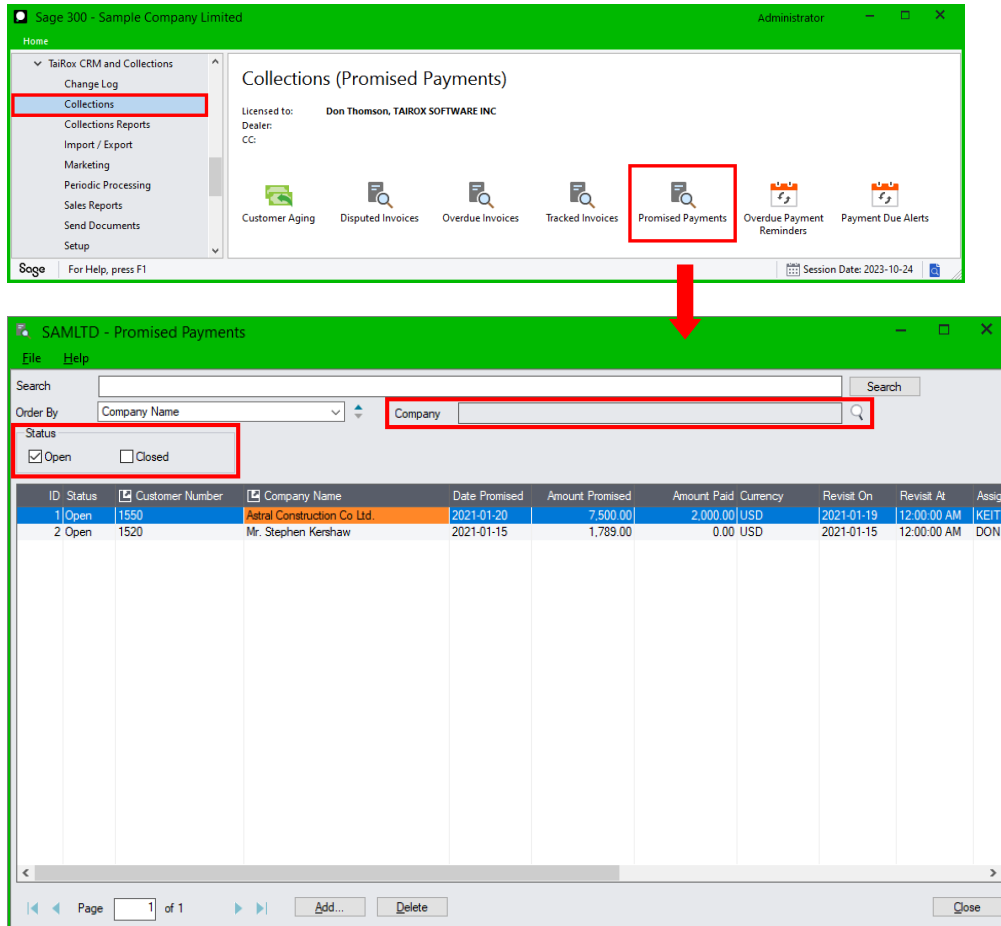 Sage 300 - Sample Company Limited Administrator
Home
TaiRox CRM and Collections
Change Log
Collections
Collections Reports
Import / Export
Marketing
Periodic Processing
Sales Reports
Send Documents
Setup
Collections (Promised Payments)
Licensed to: Don Thomson, TAIROX SOFTWARE INC
Dealer:
CC:
Customer Aging Disputed Invoices Overdue Invoices Tracked Invoices Promised Payments Overdue Payment Reminders Payment Due Alerts
Sage For Help, press F1 Session Date: 2023-10-24
SAMLTD - Promised Payments
File Help
Search Search
Order By Company Name Company
Status
Open Closed
ID Status Customer Number Company Name Date Promised Amount Promised Amount Paid Currency Revisit On Revisit At Assig
1 Open 1550 Astral Construction Co Ltd. 2021-01-20 7,500.00 2,000.00 USD 2021-01-19 12:00:00 AM KEIT
2 Open 1520 Mr. Stephen Kershaw 2021-01-15 1,789.00 0.00 USD 2021-01-15 12:00:00 AM DON
Page 1 of 1 Add... Delete Close